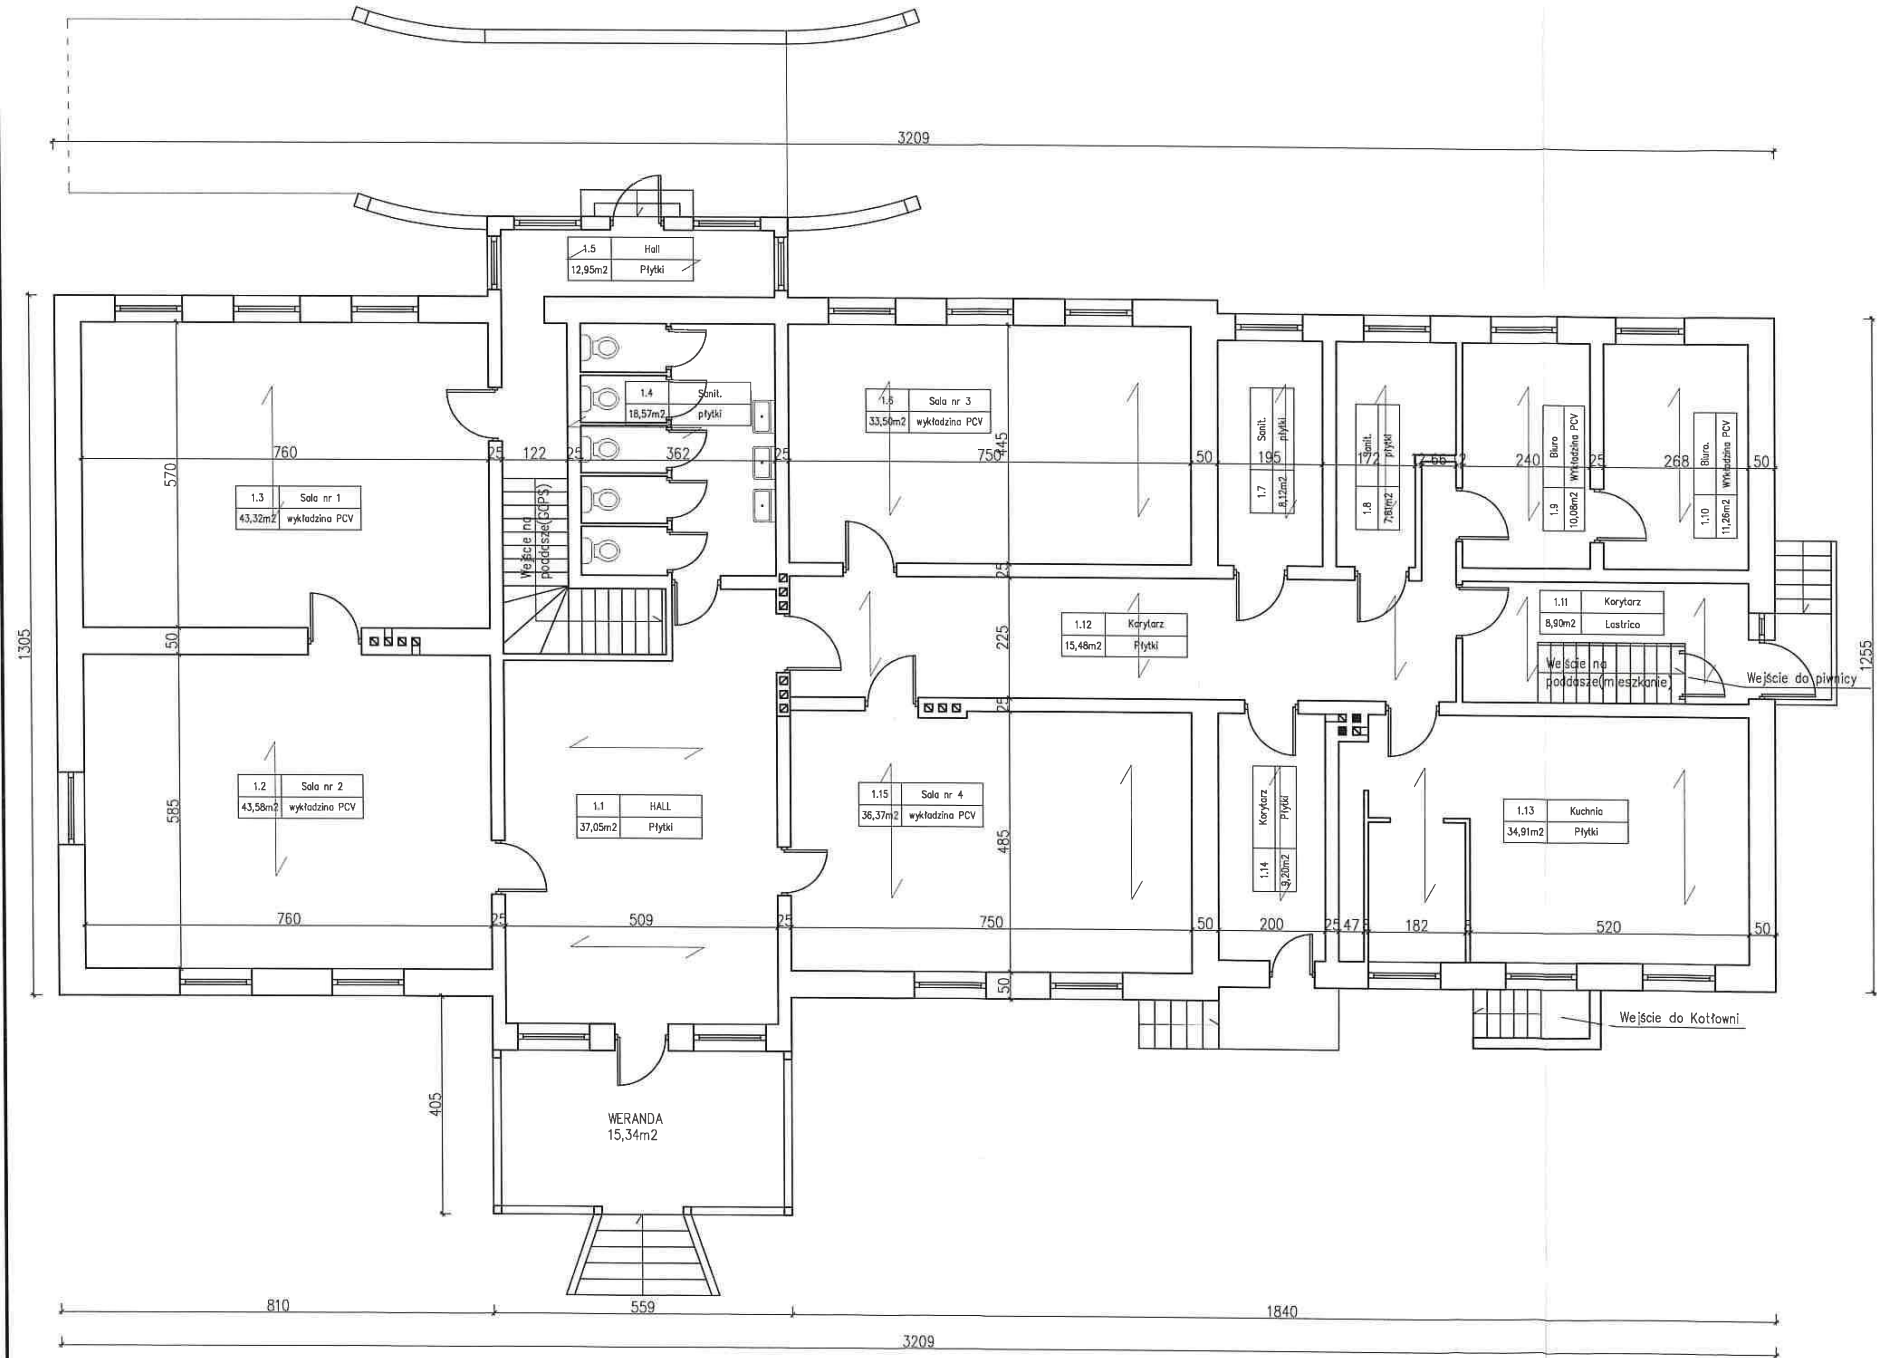 3209
1.5 Hall
12,95m2 Płytki
1.4 Sanit.
18,57m2 płytki
1.6 Sala nr 3
33,50m2 wykładzina PCV
1.7 Sanit.
8,12m2 płytki
1.8 Sanit.
7,81m2 płytki
1.9 Biuro
10,08m2 Wykładzina PCV
1.10 Biuro.
11,26m2 Wykładzina PCV
760 25 122 25 362 25 750 50 195 172 66 240 25 268 50
570
445
1.3 Sala nr 1
43,32m2 wykładzina PCV
Wejście na
poddasze(GOPS)
1305
50
25
225
25
1.12 Korytarz
15,48m2 Płytki
1.11 Korytarz
8,90m2 Lastrico
Wejście na
poddasze(mieszkanie)
Wejście do piwnicy
1255
1.2 Sala nr 2
43,58m2 wykładzina PCV
585
1.1 HALL
37,05m2 Płytki
1.15 Sala nr 4
36,37m2 wykładzina PCV
485
1.14 Korytarz
9,20m2 Płytki
1.13 Kuchnia
34,91m2 Płytki
760 25 509 25 750 50 200 25 47 182 520 50
50
Wejście do Kotłowni
405
WERANDA
15,34m2
810 559 1840
3209